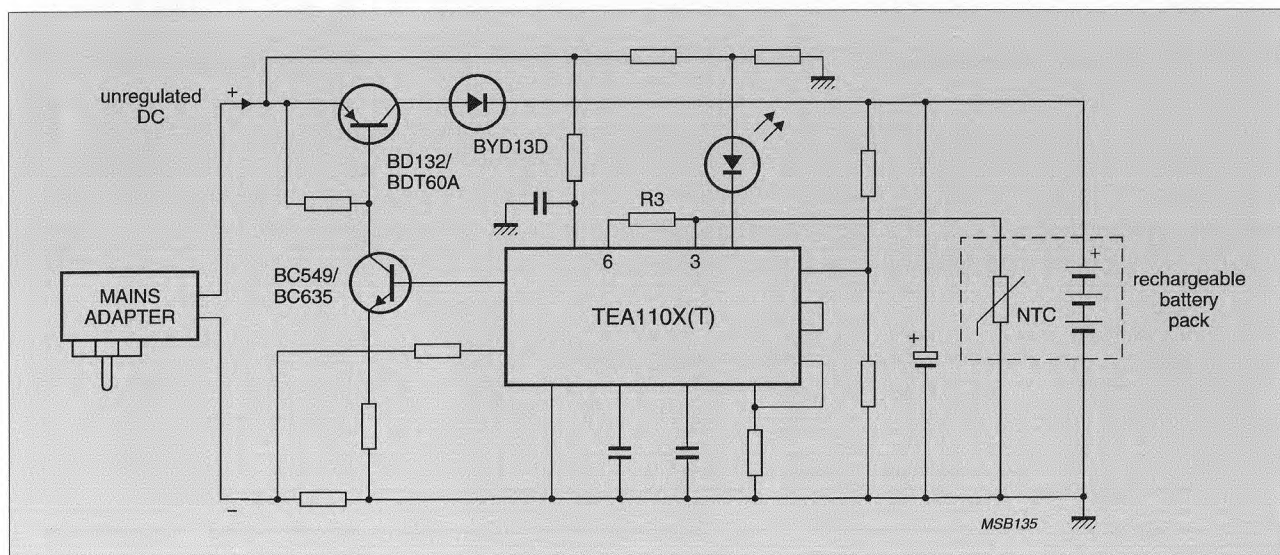 unregulated
DC
+
BD132/
BDT60A
BYD13D
R3
6
3
BC549/
BC635
MAINS
ADAPTER
TEA110X(T)
+
NTC
+
rechargeable
battery
pack
–
MSB135